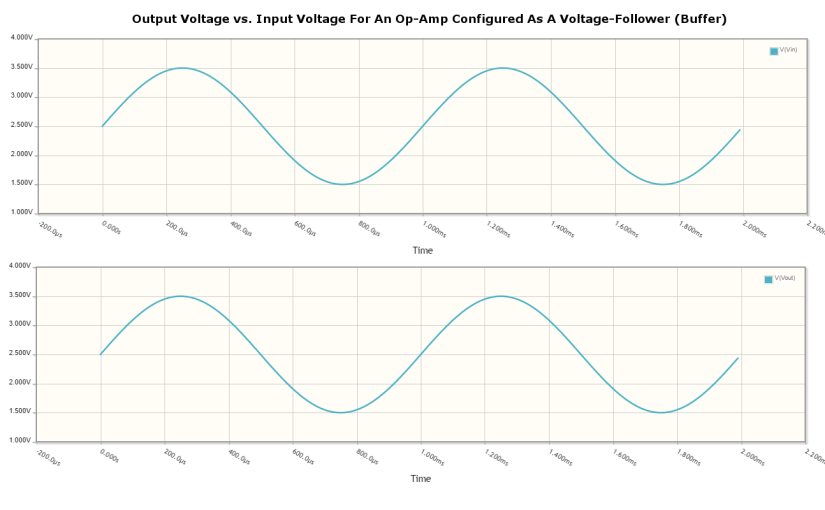 Output Voltage vs. Input Voltage For An Op-Amp Configured As A Voltage-Follower (Buffer)
4.000V
V(Vin)
3.500V
3.000V
2.500V
2.000V
1.500V
1.000V
-200.0µs 0.000s 200.0µs 400.0µs 600.0µs 800.0µs 1.000ms 1.200ms 1.400ms 1.600ms 1.800ms 2.000ms 2.200
Time
4.000V
V(Vout)
3.500V
3.000V
2.500V
2.000V
1.500V
1.000V
-200.0µs 0.000s 200.0µs 400.0µs 600.0µs 800.0µs 1.000ms 1.200ms 1.400ms 1.600ms 1.800ms 2.000ms 2.200
Time